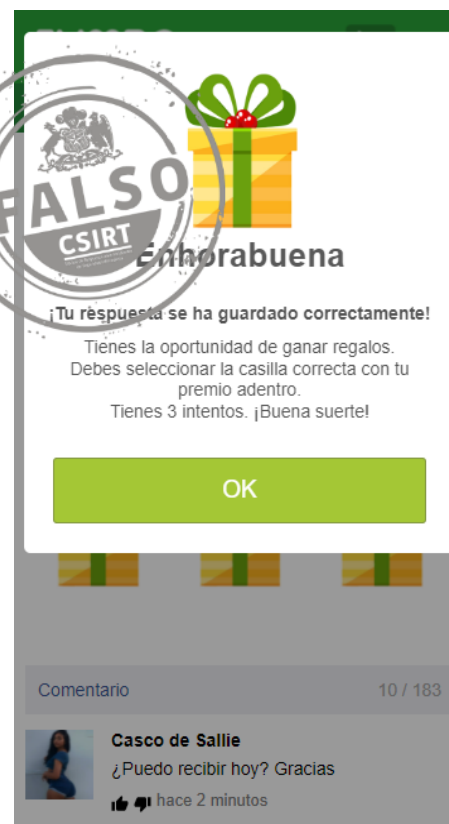 FALSO
CSIRT
Enhorabuena
¡Tu respuesta se ha guardado correctamente!
Tienes la oportunidad de ganar regalos.
Debes seleccionar la casilla correcta con tu
premio adentro.
Tienes 3 intentos. ¡Buena suerte!
OK
Comentario 10 / 183
Casco de Sallie
¿Puedo recibir hoy? Gracias
hace 2 minutos